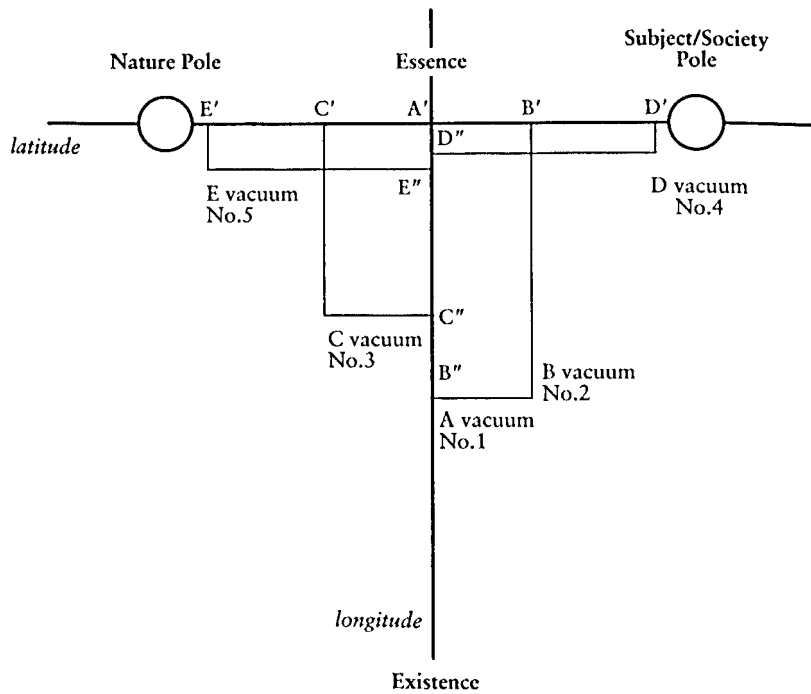 Subject/Society
Nature Pole Essence Pole
E′ C′ A′ B′ D′
latitude
D″
E vacuum E″ D vacuum
No.5 No.4
C″
C vacuum
No.3 B″ B vacuum
No.2
A vacuum
No.1
longitude
Existence